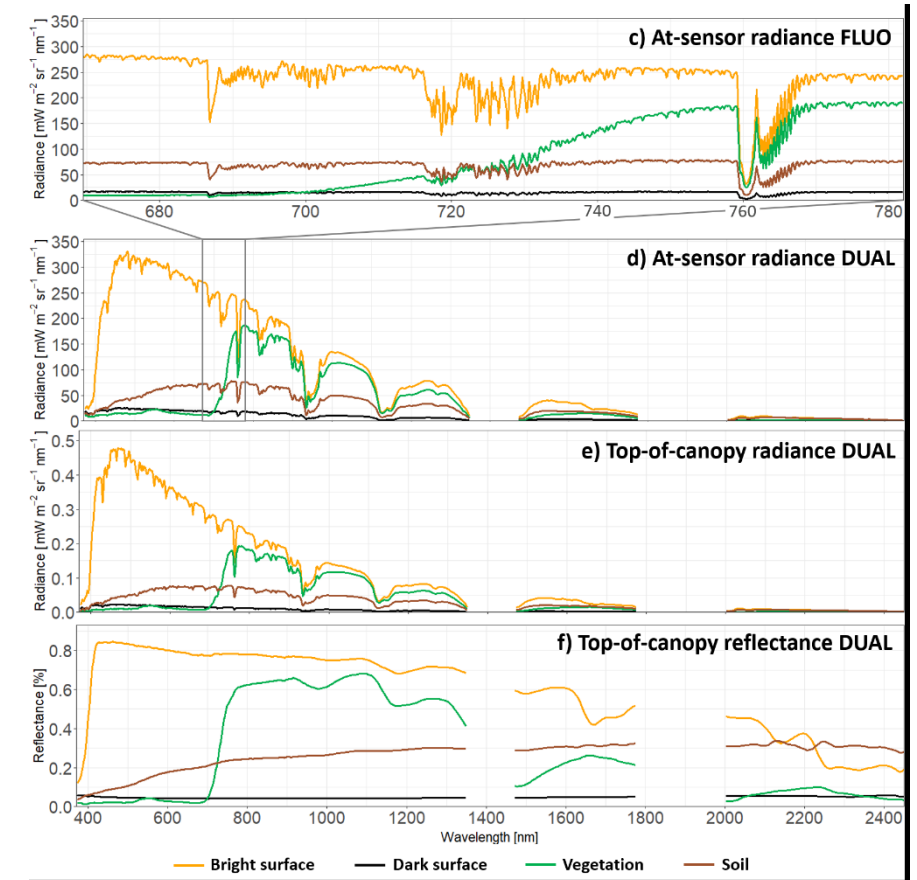 c) At-sensor radiance FLUO
Radiance [ mW m⁻² sr⁻¹ nm⁻¹ ]
350
300
250
200
150
100
50
0
680 700 720 740 760 780
d) At-sensor radiance DUAL
Radiance [ mW m⁻² sr⁻¹ nm⁻¹ ]
350
300
250
200
150
100
50
0
e) Top-of-canopy radiance DUAL
Radiance [ mW m⁻² sr⁻¹ nm⁻¹ ]
0.5
0.4
0.3
0.2
0.1
0.0
f) Top-of-canopy reflectance DUAL
Reflectance [%]
0.8
0.6
0.4
0.2
0.0
400 600 800 1000 1200 1400 1600 1800 2000 2200 2400
Wavelength [nm]
Bright surface Dark surface Vegetation Soil